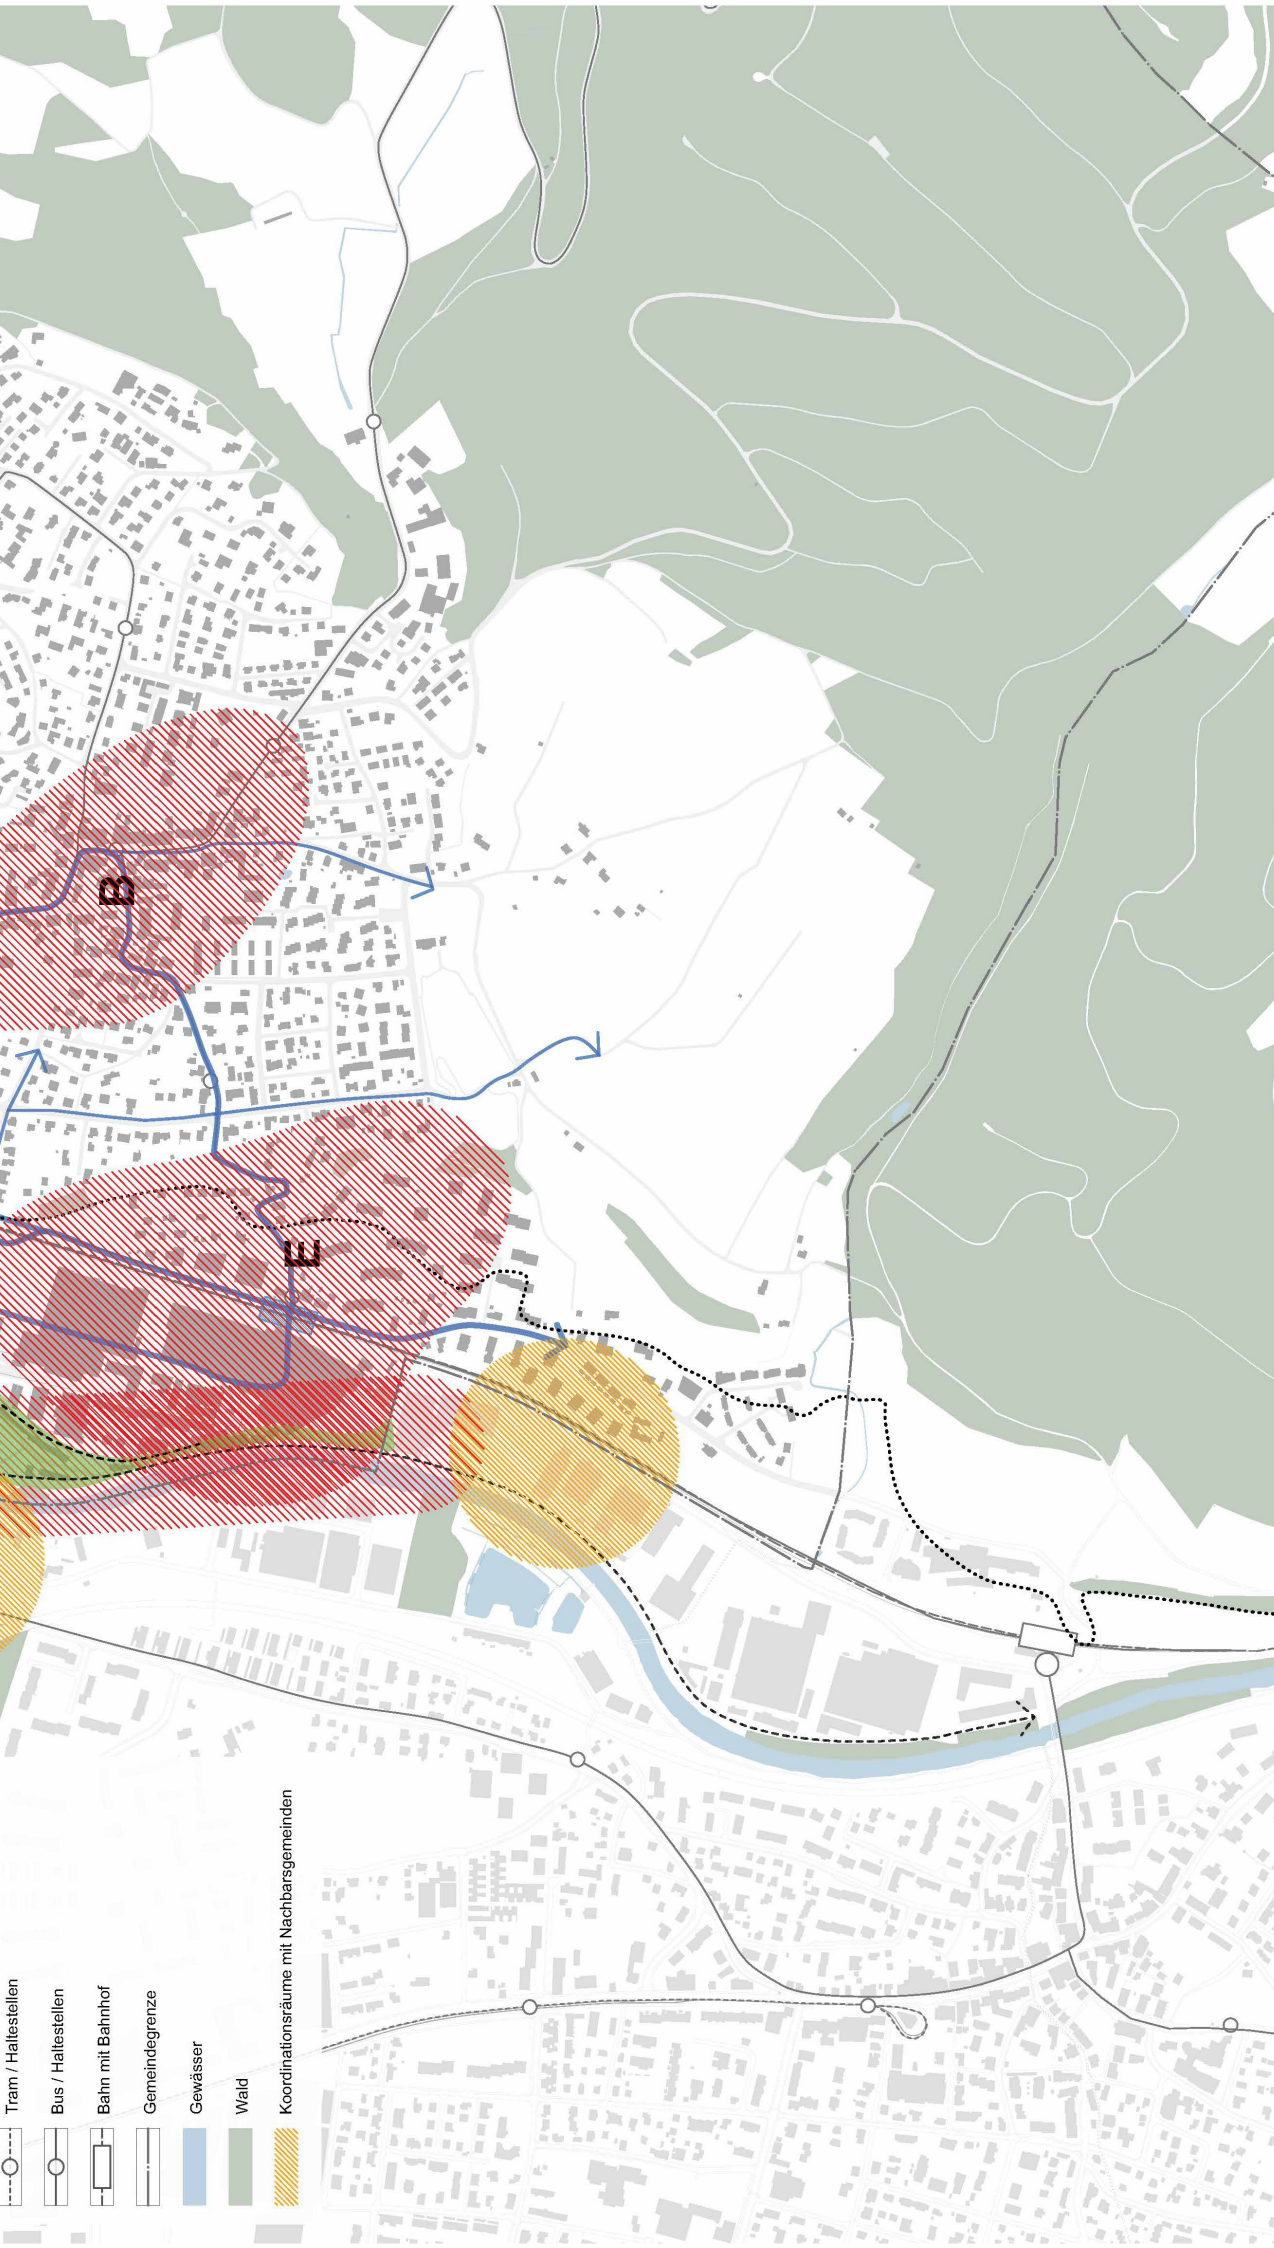 B
E
Tram / Haltestellen
Bus / Haltestellen
Bahn mit Bahnhof
Gemeindegrenze
Gewässer
Wald
Koordinationsräume mit Nachbarsgemeinden